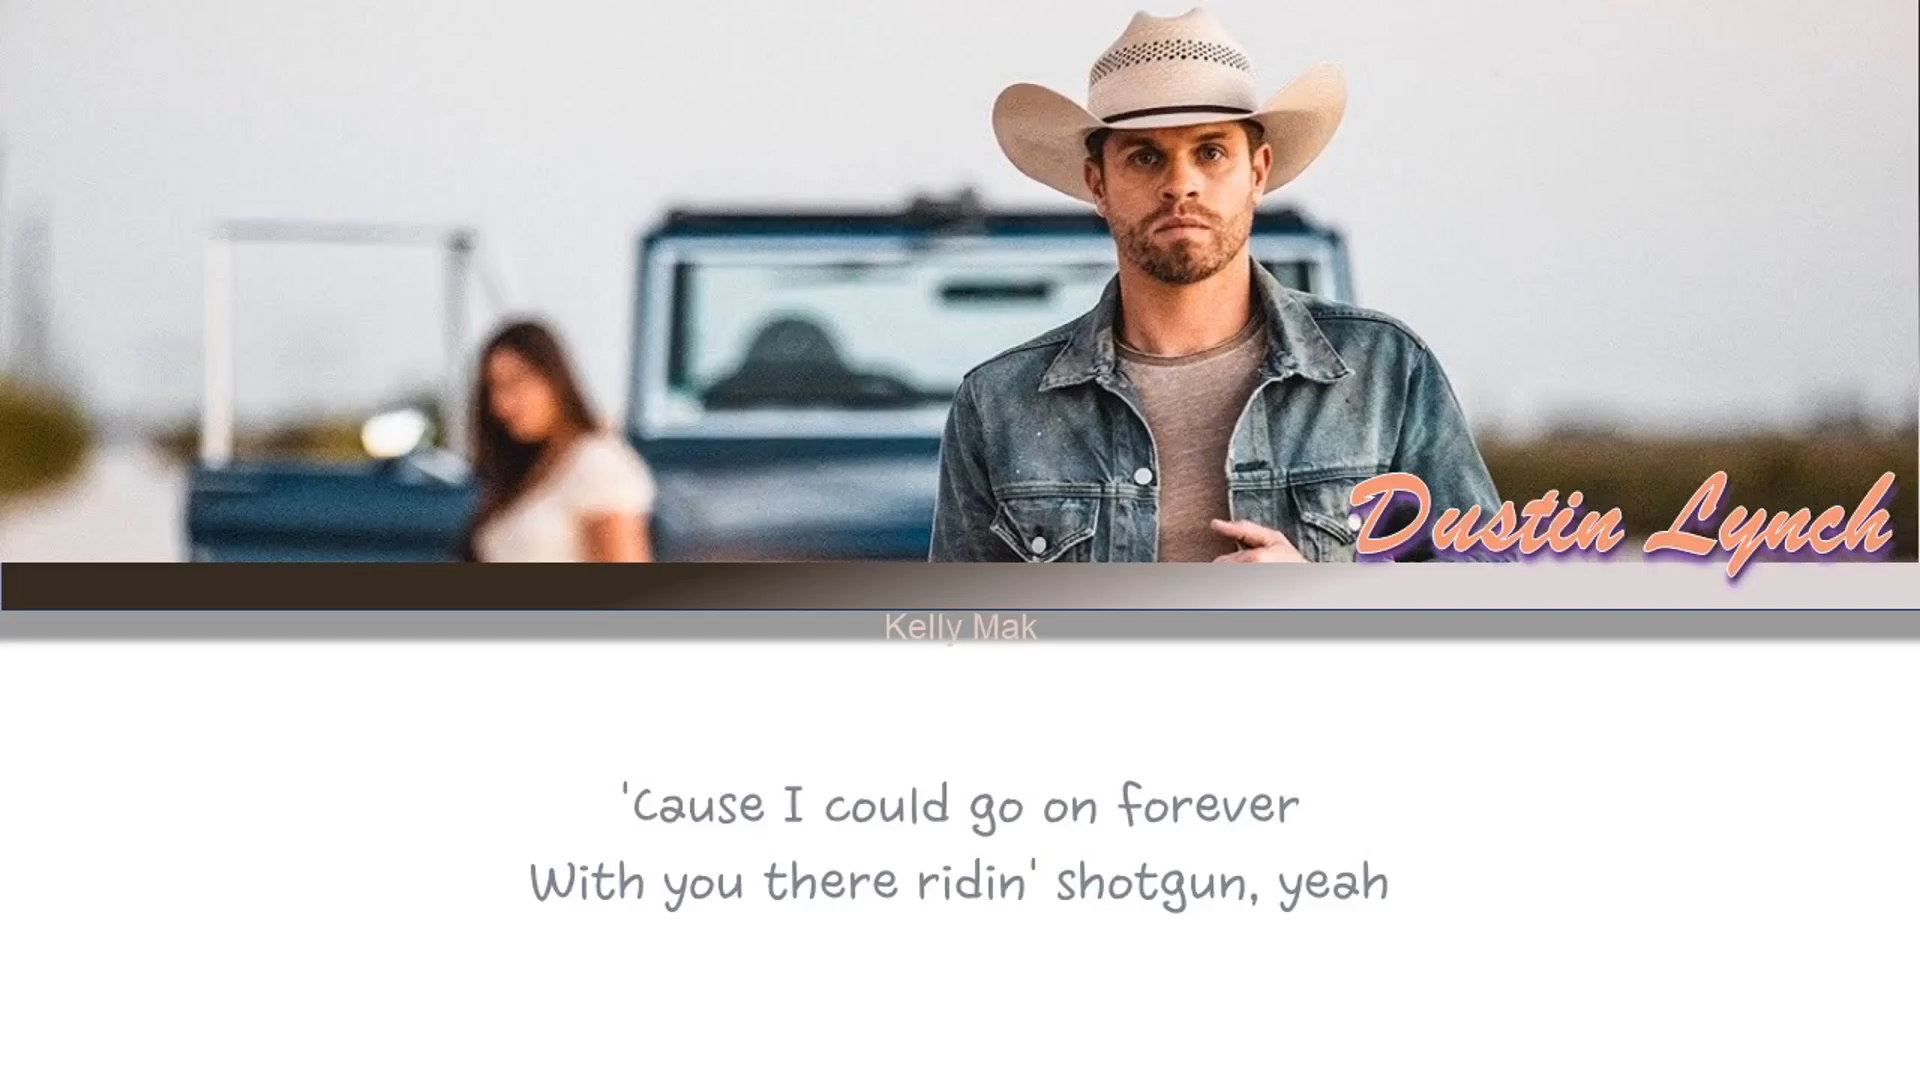 Dustin Lynch
Kelly Mak
'Cause I could go on forever
With you there ridin' shotgun, yeah